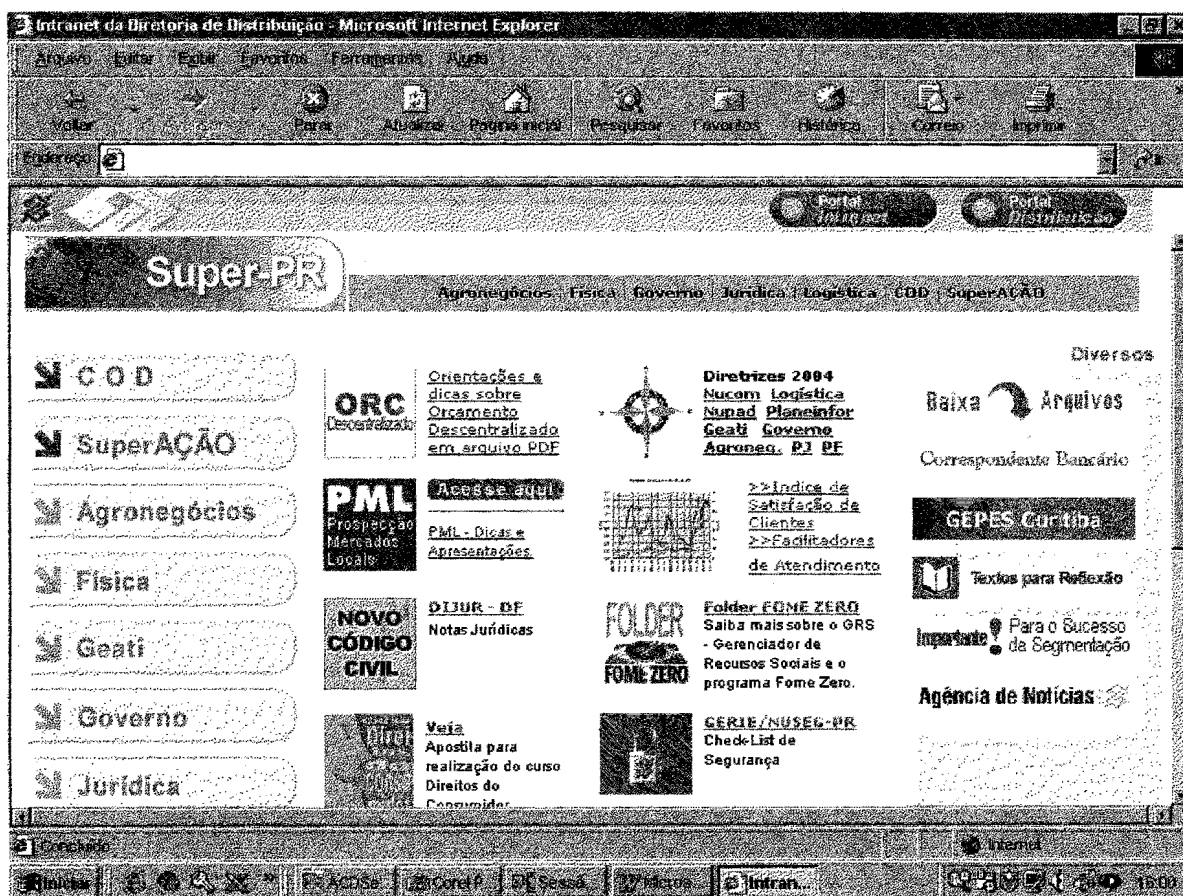 Intranet da Diretoria de Distribuição - Microsoft Internet Explorer
Arquivo Editar Exibir Favoritos Ferramentas Ajuda
Voltar Parar Atualizar Página inicial Pesquisar Favoritos Histórico Correio Imprimir
Endereço
Portal
Intranet
Portal
Distribuição
Super-PR
Agronegócios | Física | Governo | Jurídica | Logística | COD | SuperAÇÃO
C O D
SuperAÇÃO
Agronegócios
Física
Geati
Governo
Jurídica
ORC
Descentralizado
Orientações e
dicas sobre
Orçamento
Descentralizado
em arquivo PDF
PML
Prospecção
Mercados
Locais
Acesse aqui
PML - Dicas e
Apresentações
NOVO
CÓDIGO
CIVIL
DIJUR - DF
Notas Jurídicas
Veja
Apostila para
realização do curso
Direitos do
Consumidor
Diretrizes 2004
Nucom Logística
Nupad Planeinfor
Geati Governo
Agroneg. PJ PF
>>Indice de
Satisfação de
Clientes
>>Facilitadores
de Atendimento
FOLDER
FOME ZERO
Folder FOME ZERO
Saiba mais sobre o GRS
- Gerenciador de
Recursos Sociais e o
programa Fome Zero.
GERIE/NUSEG-PR
Check-List de
Segurança
Diversos
Baixa Arquivos
Correspondente Bancário
GEPES Curitiba
Textos para Reflexão
Importante! Para o Sucesso
da Segmentação
Agência de Notícias
Concluído
Internet
Iniciar
Intran...
16:00